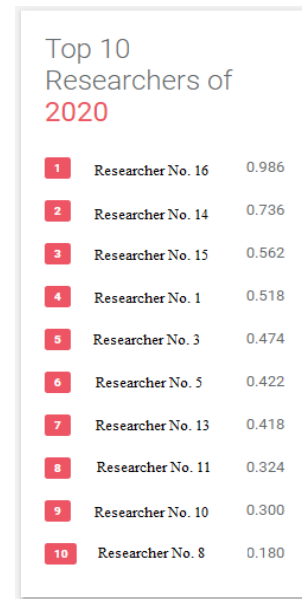 Top 10
Researchers of
2020
1 Researcher No. 16 0.986
2 Researcher No. 14 0.736
3 Researcher No. 15 0.562
4 Researcher No. 1 0.518
5 Researcher No. 3 0.474
6 Researcher No. 5 0.422
7 Researcher No. 13 0.418
8 Researcher No. 11 0.324
9 Researcher No. 10 0.300
10 Researcher No. 8 0.180